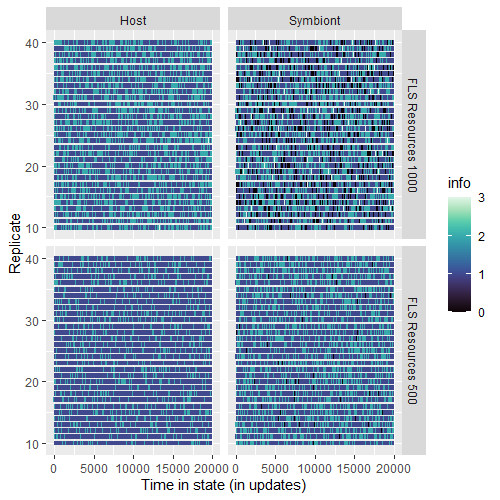 Host Symbiont
40
30
20
10
FLS Resources 1000
40
30
20
10
FLS Resources 500
Replicate
0 5000 10000 15000 20000 0 5000 10000 15000 20000
Time in state (in updates)
info
3
2
1
0